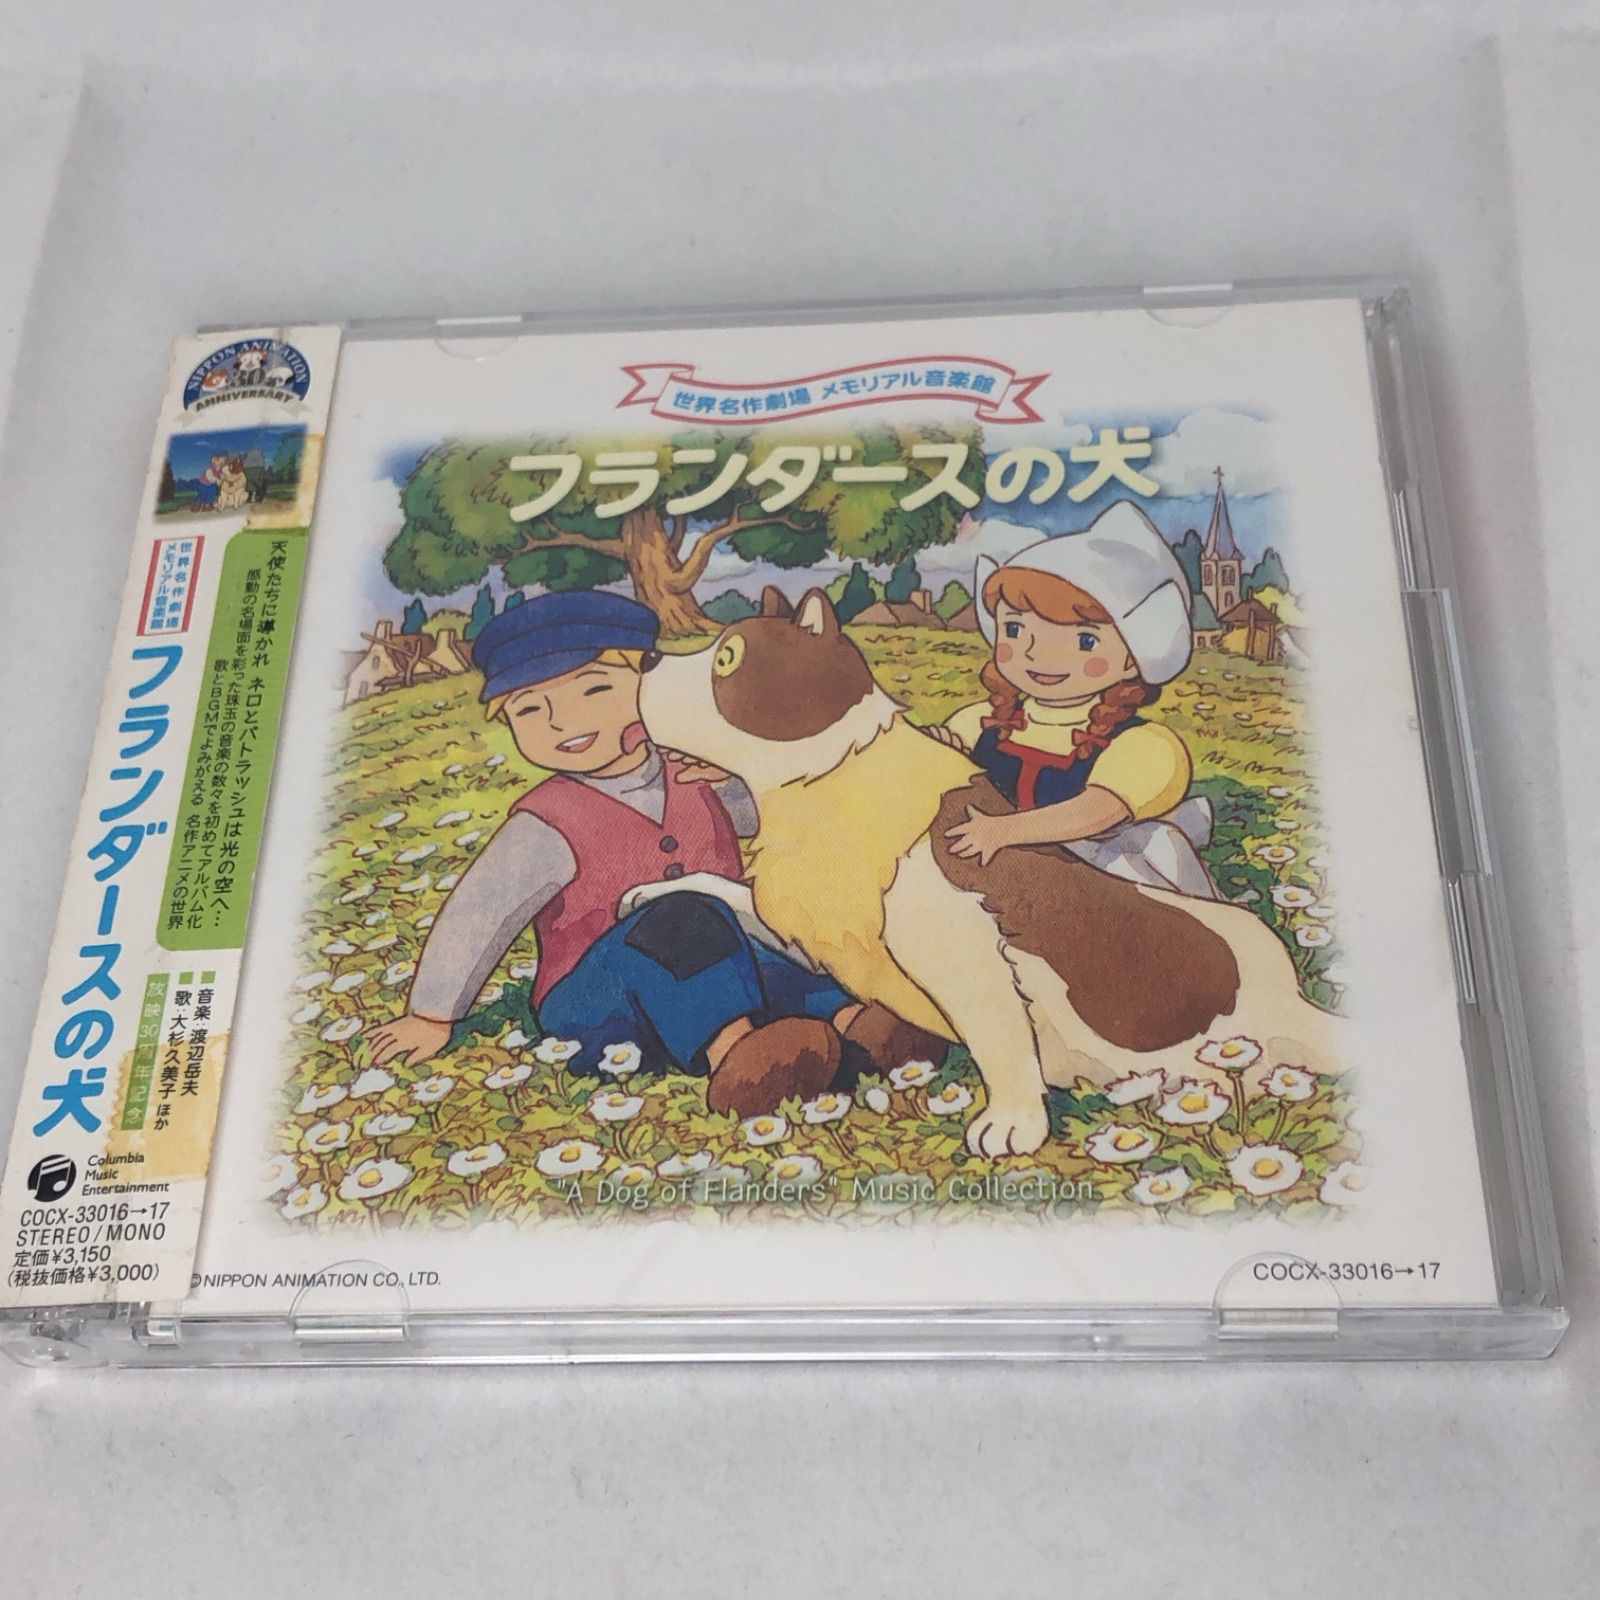 NIPPON ANIMATION
30th
ANNIVERSARY
世界名作劇場
メモリアル音楽館
フランダースの犬
天使たちに導かれ ネロとパトラッシュは光の空へ…
感動の名場面を彩った珠玉の音楽の数々を初めてアルバム化
歌とBGMでよみがえる 名作アニメの世界
■音楽:渡辺岳夫
■歌:大杉久美子 ほか
放映30周年記念
Columbia
Music
Entertainment
COCX-33016→17
STEREO/MONO
定価¥3,150
(税抜価格¥3,000)
世界名作劇場 メモリアル音楽館
フランダースの犬
"A Dog of Flanders" Music Collection
©NIPPON ANIMATION CO., LTD.
COCX-33016→17